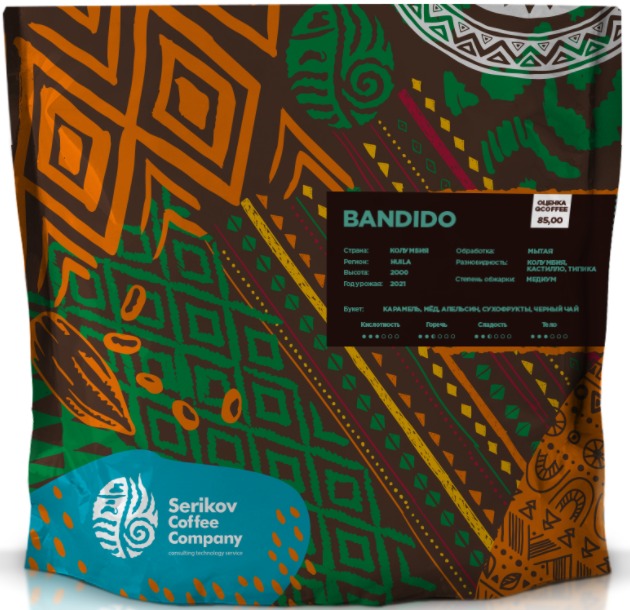 ОЦЕНКА
QCOFFEE
85,00
BANDIDO
Страна: КОЛУМБИЯ
Регион: HUILA
Высота: 2000
Год урожая: 2021
Обработка: МЫТАЯ
Разновидность: КОЛУМБИЯ,
КАСТИЛЛО, ТИПИКА
Степень обжарки: МЕДИУМ
Букет: КАРАМЕЛЬ, МЁД, АПЕЛЬСИН, СУХОФРУКТЫ, ЧЕРНЫЙ ЧАЙ
Кислотность Горечь Сладость Тело
Serikov
Coffee
Company
consulting technology service